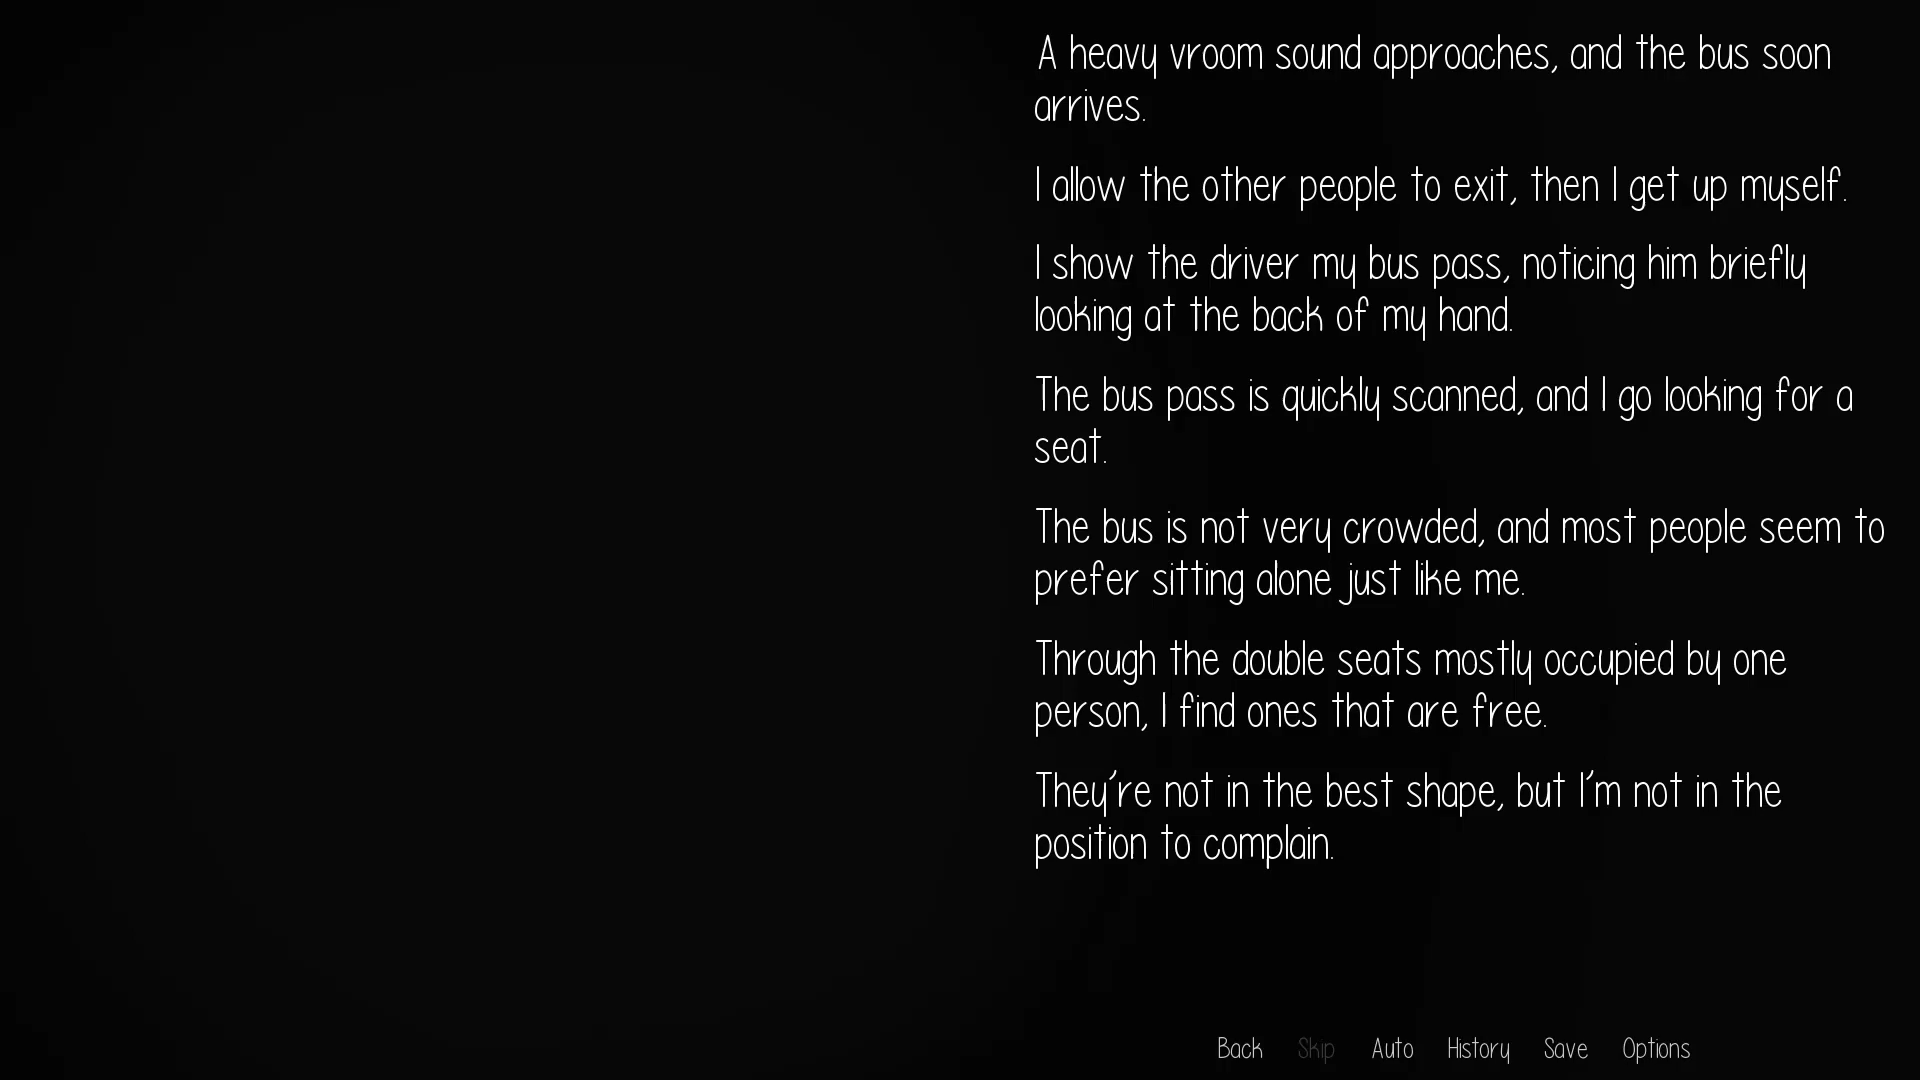 A heavy vroom sound approaches, and the bus soon
arrives.
I allow the other people to exit, then I get up myself.
I show the driver my bus pass, noticing him briefly
looking at the back of my hand.
The bus pass is quickly scanned, and I go looking for a
seat.
The bus is not very crowded, and most people seem to
prefer sitting alone just like me.
Through the double seats mostly occupied by one
person, I find ones that are free.
They're not in the best shape, but I'm not in the
position to complain.
Back Skip Auto History Save Options